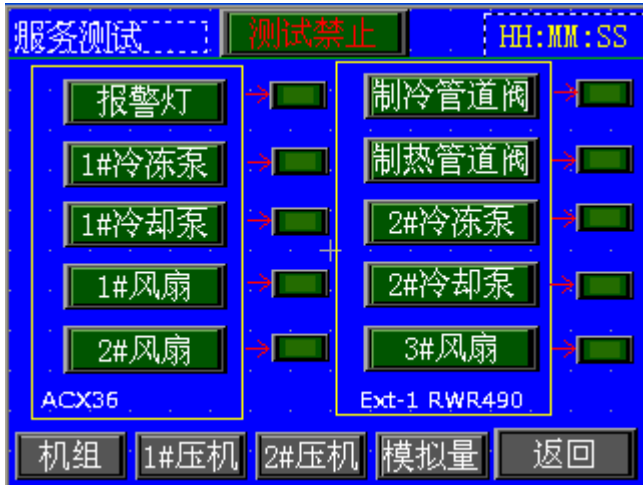 服务测试 测试禁止 HH:MM:SS
报警灯 制冷管道阀
1#冷冻泵 制热管道阀
1#冷却泵 2#冷冻泵
1#风扇 2#冷却泵
2#风扇 3#风扇
ACX36 Ext-1 RWR490
机组 1#压机 2#压机 模拟量 返回